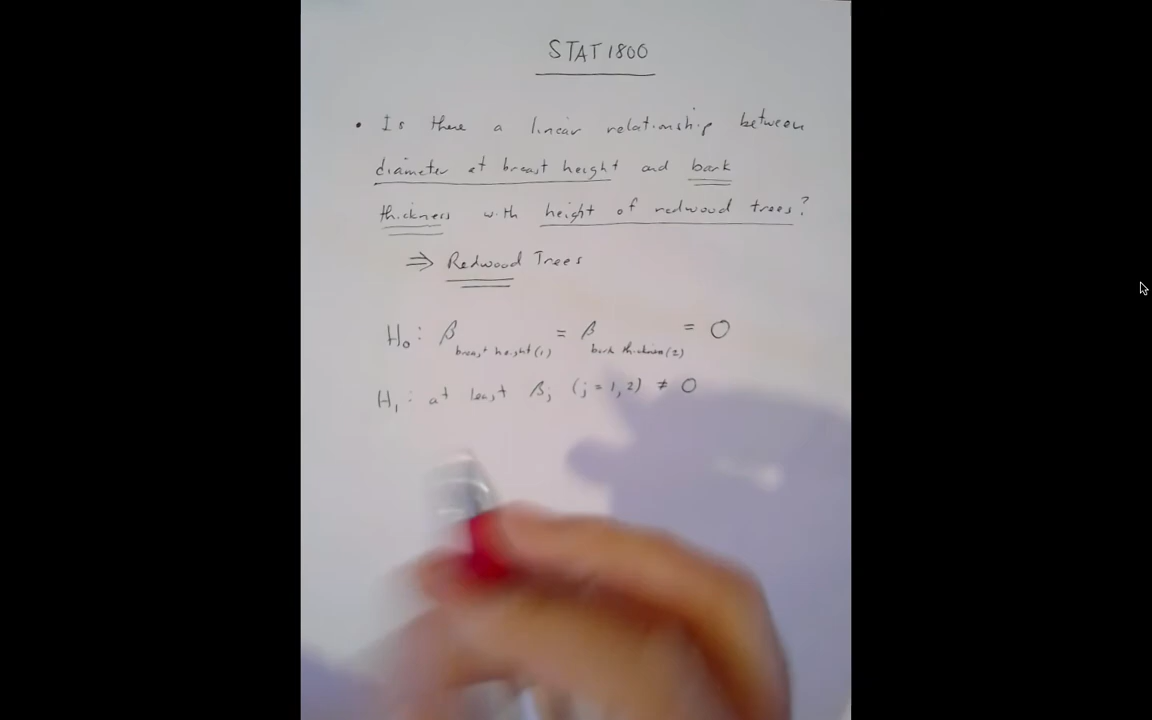 STAT 1800
• Is there a linear relationship between
diameter at breast height and bark
thickness with height of redwood trees?
⇒ Redwood Trees
H₀: β breast height (1) = β bark thickness (2) = 0
H₁: at least βⱼ (j = 1, 2) ≠ 0